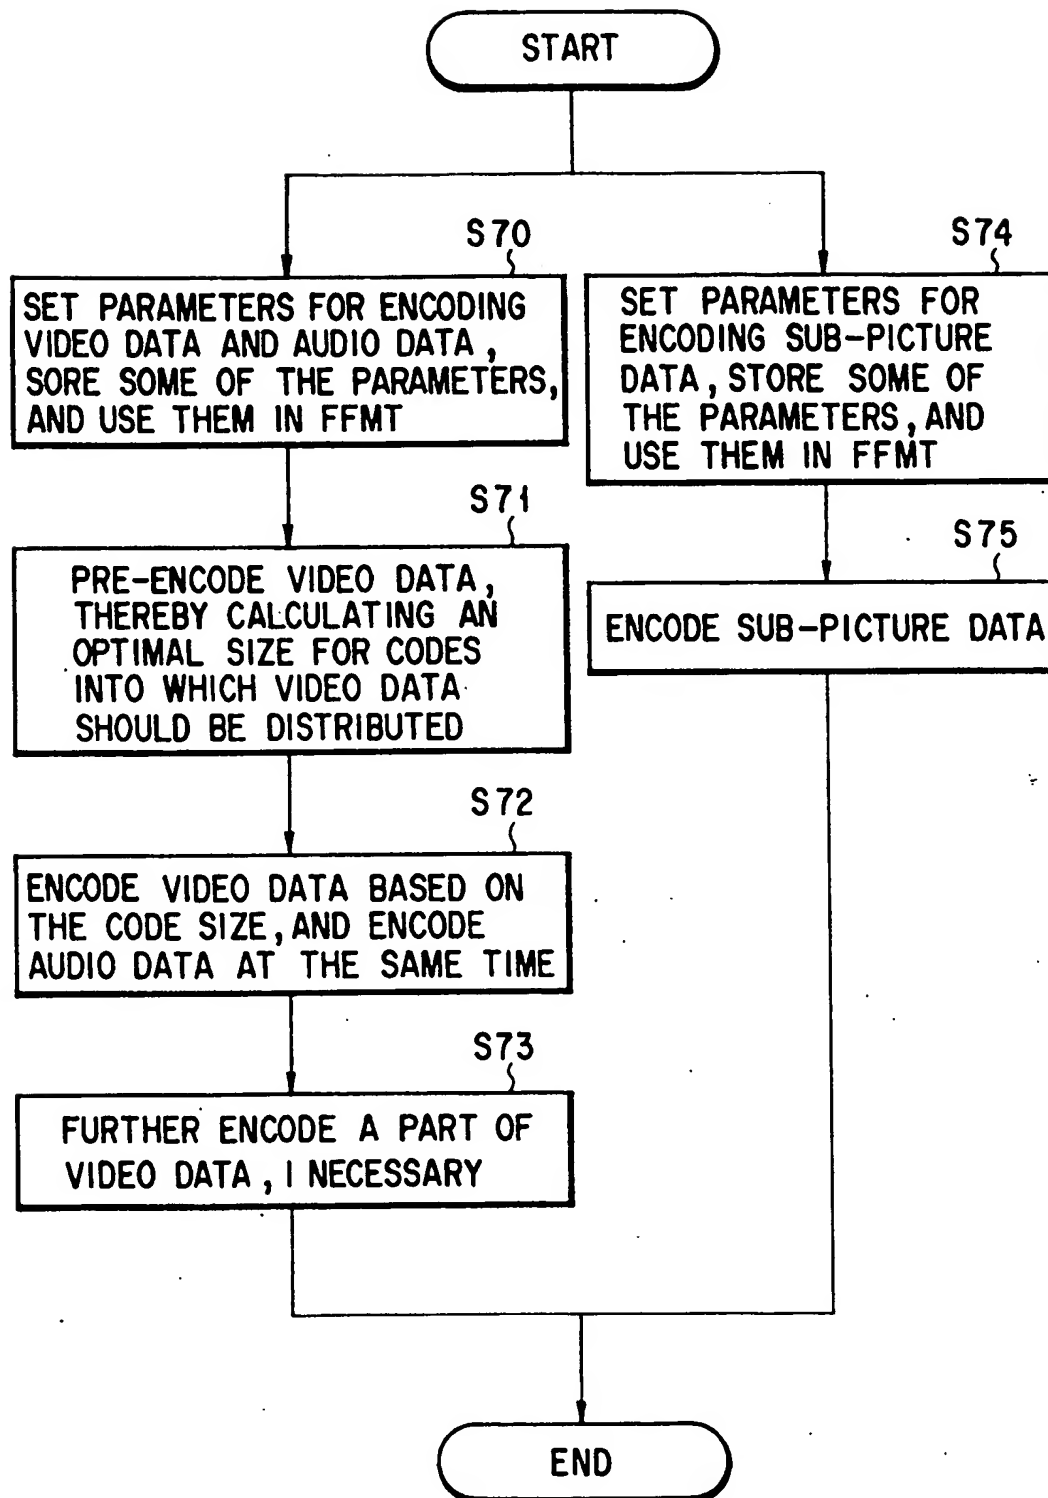 START
S70
SET PARAMETERS FOR ENCODING
VIDEO DATA AND AUDIO DATA,
SORE SOME OF THE PARAMETERS,
AND USE THEM IN FFMT
S71
PRE-ENCODE VIDEO DATA,
THEREBY CALCULATING AN
OPTIMAL SIZE FOR CODES
INTO WHICH VIDEO DATA
SHOULD BE DISTRIBUTED
S72
ENCODE VIDEO DATA BASED ON
THE CODE SIZE, AND ENCODE
AUDIO DATA AT THE SAME TIME
S73
FURTHER ENCODE A PART OF
VIDEO DATA, I NECESSARY
S74
SET PARAMETERS FOR
ENCODING SUB-PICTURE
DATA, STORE SOME OF
THE PARAMETERS, AND
USE THEM IN FFMT
S75
ENCODE SUB-PICTURE DATA
END